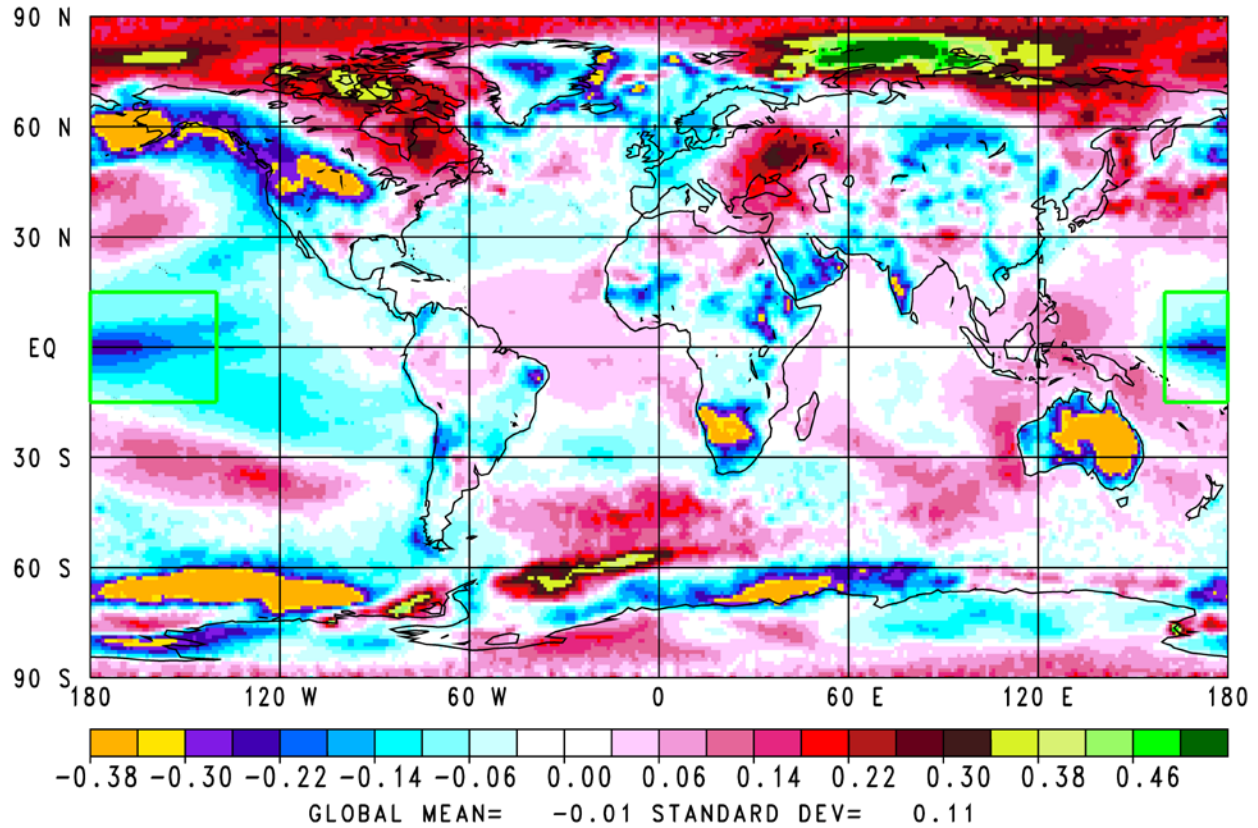 90 N
60 N
30 N
EQ
30 S
60 S
90 S
180 120 W 60 W 0 60 E 120 E 180
-0.38 -0.30 -0.22 -0.14 -0.06 0.00 0.06 0.14 0.22 0.30 0.38 0.46
GLOBAL MEAN= -0.01 STANDARD DEV= 0.11